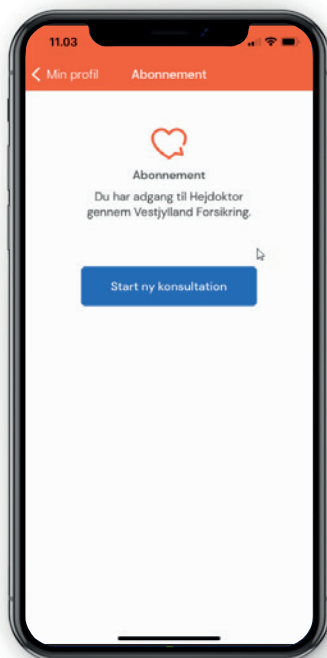 11.03
Min profil Abonnement
Abonnement
Du har adgang til Hejdoktor
gennem Vestjylland Forsikring.
Start ny konsultation